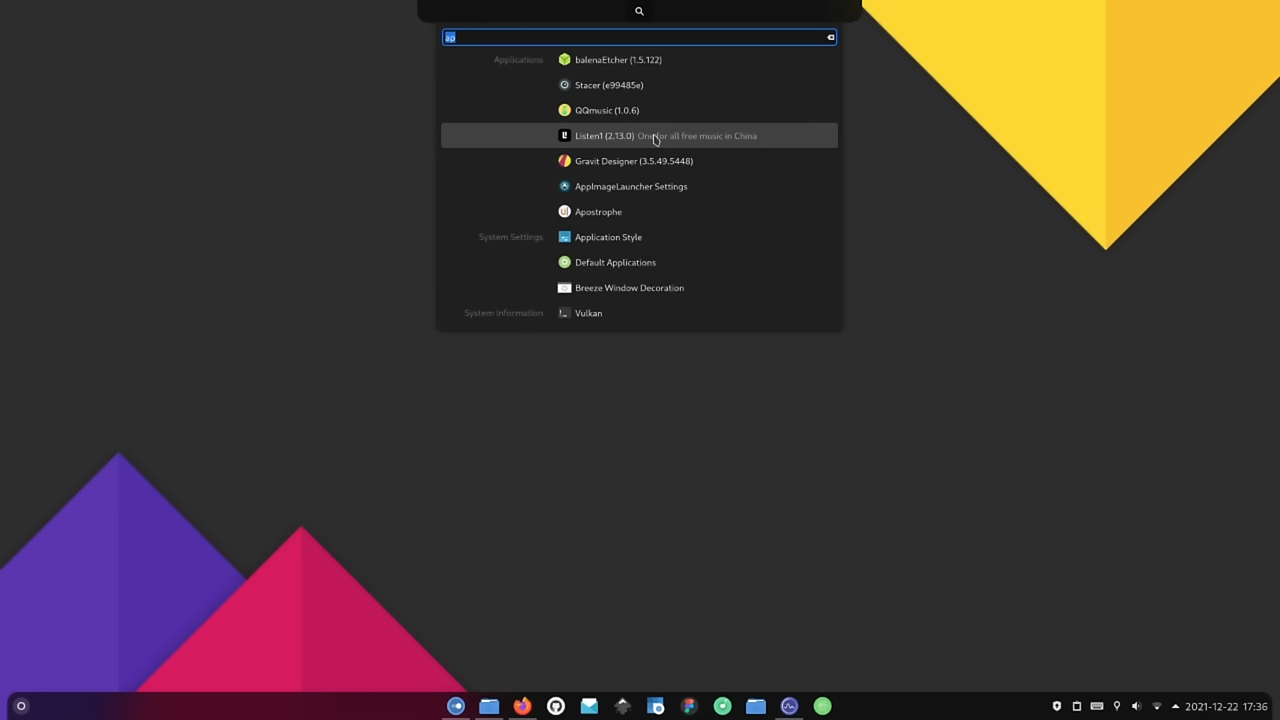 ap
Applications
balenaEtcher (1.5.122)
Stacer (e99485e)
QQmusic (1.0.6)
Listen1 (2.13.0) One for all free music in China
Gravit Designer (3.5.49.5448)
AppImageLauncher Settings
Apostrophe
System Settings
Application Style
Default Applications
Breeze Window Decoration
System Information
Vulkan
2021-12-22 17:36